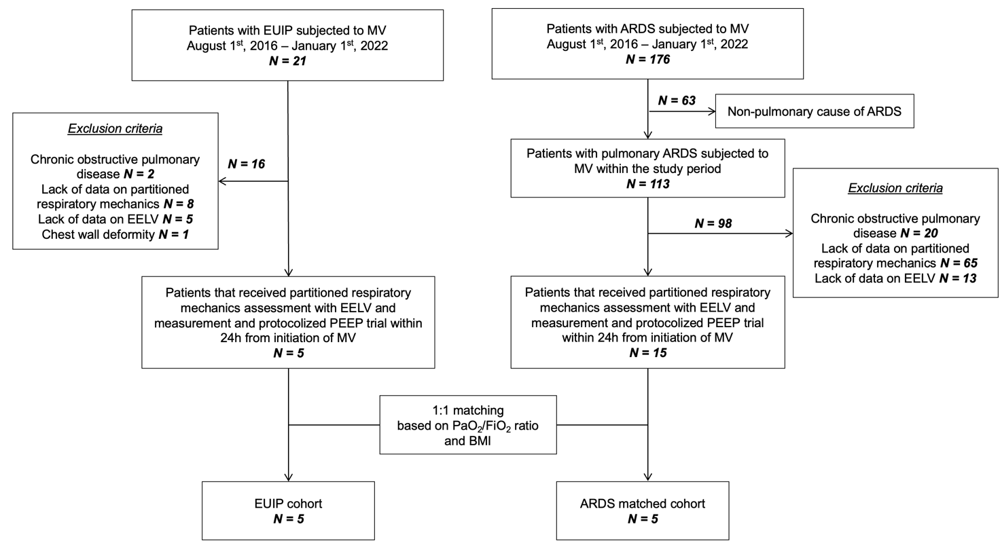 Patients with EUIP subjected to MV
August 1st, 2016 – January 1st, 2022
N = 21
Patients with ARDS subjected to MV
August 1st, 2016 – January 1st, 2022
N = 176
N = 63
Non-pulmonary cause of ARDS
Exclusion criteria
Chronic obstructive pulmonary
disease N = 2
Lack of data on partitioned
respiratory mechanics N = 8
Lack of data on EELV N = 5
Chest wall deformity N = 1
N = 16
Patients with pulmonary ARDS subjected to
MV within the study period
N = 113
N = 98
Exclusion criteria
Chronic obstructive pulmonary
disease N = 20
Lack of data on partitioned
respiratory mechanics N = 65
Lack of data on EELV N = 13
Patients that received partitioned respiratory
mechanics assessment with EELV and
measurement and protocolized PEEP trial within
24h from initiation of MV
N = 5
Patients that received partitioned respiratory
mechanics assessment with EELV and
measurement and protocolized PEEP trial
within 24h from initiation of MV
N = 15
1:1 matching
based on PaO2/FiO2 ratio
and BMI
EUIP cohort
N = 5
ARDS matched cohort
N = 5